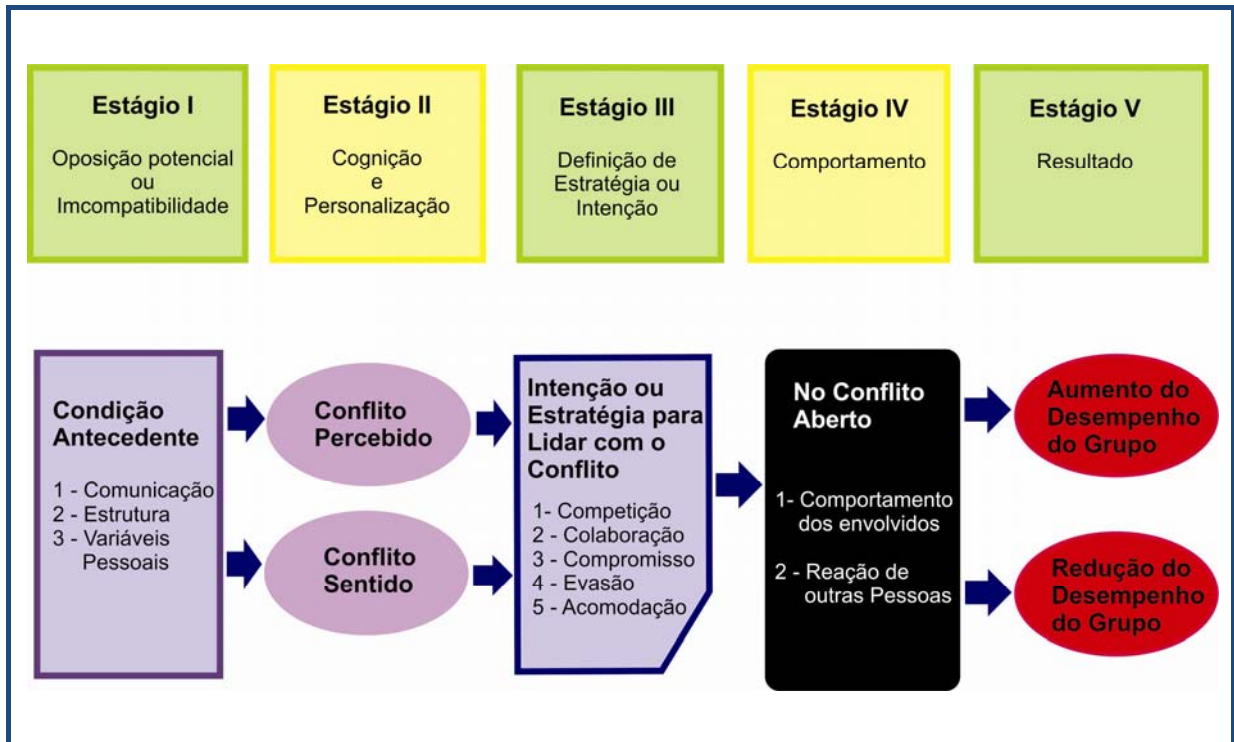 Estágio I
Oposição potencial
ou
Imcompatibilidade
Estágio II
Cognição
e
Personalização
Estágio III
Definição de
Estratégia ou
Intenção
Estágio IV
Comportamento
Estágio V
Resultado
Condição
Antecedente
1 - Comunicação
2 - Estrutura
3 - Variáveis
Pessoais
Conflito
Percebido
Conflito
Sentido
Intenção ou
Estratégia para
Lidar com o
Conflito
1- Competição
2 - Colaboração
3 - Compromisso
4 - Evasão
5 - Acomodação
No Conflito
Aberto
1- Comportamento
dos envolvidos
2 - Reação de
outras Pessoas
Aumento do
Desempenho
do Grupo
Redução do
Desempenho
do Grupo